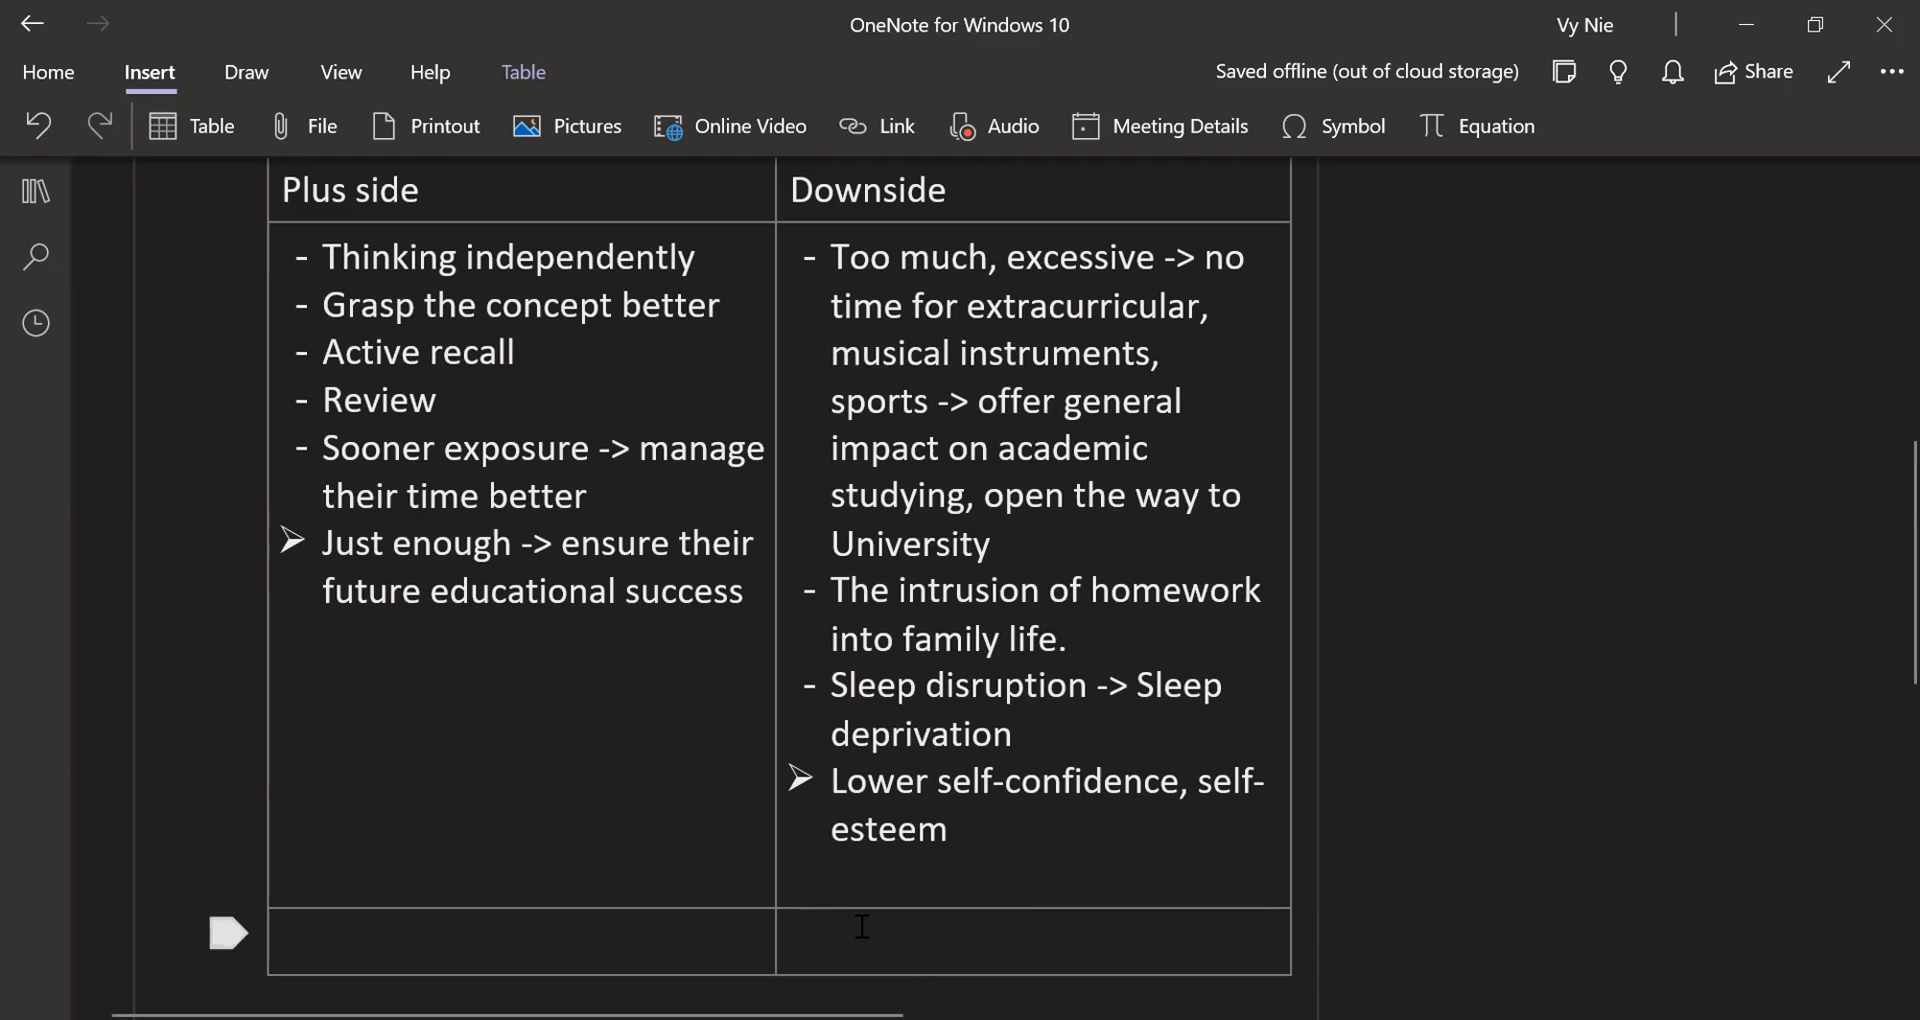 OneNote for Windows 10
Vy Nie
Home Insert Draw View Help Table
Saved offline (out of cloud storage) Share
Table File Printout Pictures Online Video Link Audio Meeting Details Symbol Equation
Plus side
- Thinking independently
- Grasp the concept better
- Active recall
- Review
- Sooner exposure -> manage
their time better
➢ Just enough -> ensure their
future educational success
Downside
- Too much, excessive -> no
time for extracurricular,
musical instruments,
sports -> offer general
impact on academic
studying, open the way to
University
- The intrusion of homework
into family life.
- Sleep disruption -> Sleep
deprivation
➢ Lower self-confidence, self-
esteem